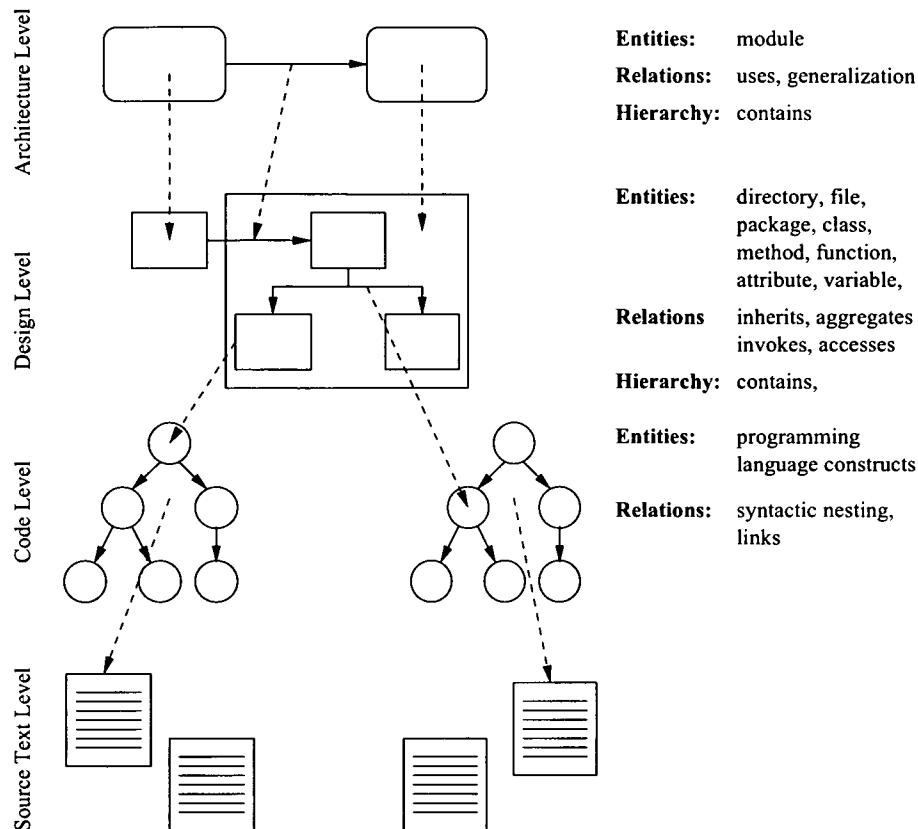 Architecture Level
Entities: module
Relations: uses, generalization
Hierarchy: contains
Design Level
Entities: directory, file,
package, class,
method, function,
attribute, variable,
Relations inherits, aggregates
invokes, accesses
Hierarchy: contains,
Code Level
Entities: programming
language constructs
Relations: syntactic nesting,
links
Source Text Level